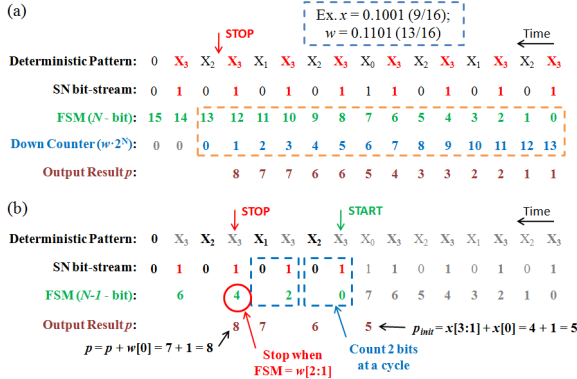 (a)
Ex. x = 0.1001 (9/16);
w = 0.1101 (13/16)
STOP
Time
Deterministic Pattern: 0 X₃ X₂ X₃ X₁ X₃ X₂ X₃ X₀ X₃ X₂ X₃ X₁ X₃ X₂ X₃
SN bit-stream: 0 1 0 1 0 1 0 1 1 1 0 1 0 1 0 1
FSM (N - bit) 15 14 13 12 11 10 9 8 7 6 5 4 3 2 1 0
Down Counter (w·2ᴺ) 0 0 0 1 2 3 4 5 6 7 8 9 10 11 12 13
Output Result p: 8 7 7 6 6 5 4 3 3 2 2 1 1
(b)
STOP START
Time
Deterministic Pattern: 0 X₃ X₂ X₃ X₁ X₃ X₂ X₃ X₀ X₃ X₂ X₃ X₁ X₃ X₂ X₃
SN bit-stream: 0 1 0 1 0 1 0 1 1 1 0 1 0 1 0 1
FSM (N-1 - bit) 6 4 2 0 7 6 5 4 3 2 1 0
Output Result p: 8 7 6 5
p_init = x[3:1] + x[0] = 4 + 1 = 5
p = p + w[0] = 7 + 1 = 8
Stop when
FSM = w[2:1]
Count 2 bits
at a cycle